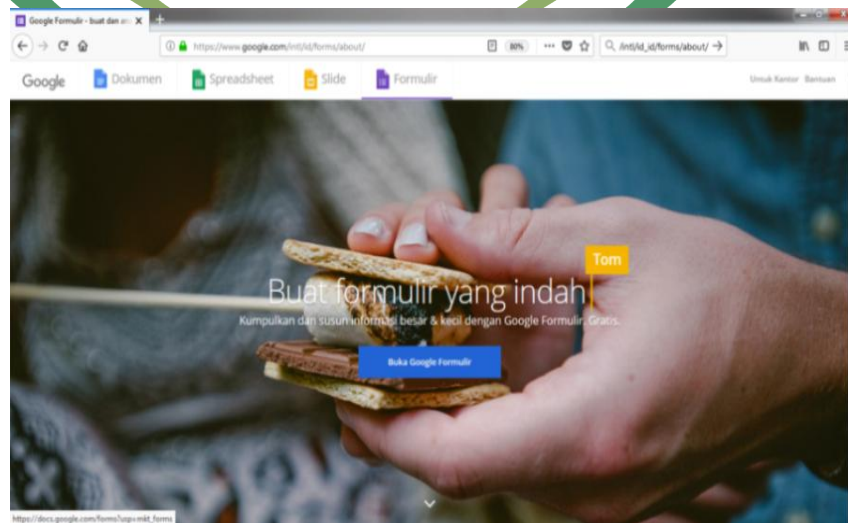 Google Formulir - buat dan an
https://www.google.com/intl/id/forms/about/
80%
/intl/id_id/forms/about/
Google Dokumen Spreadsheet Slide Formulir Untuk Kantor Bantuan
Tom
Buat formulir yang indah
Kumpulkan dan susun informasi besar & kecil dengan Google Formulir. Gratis.
Buka Google Formulir
https://docs.google.com/forms?usp=mkt_forms